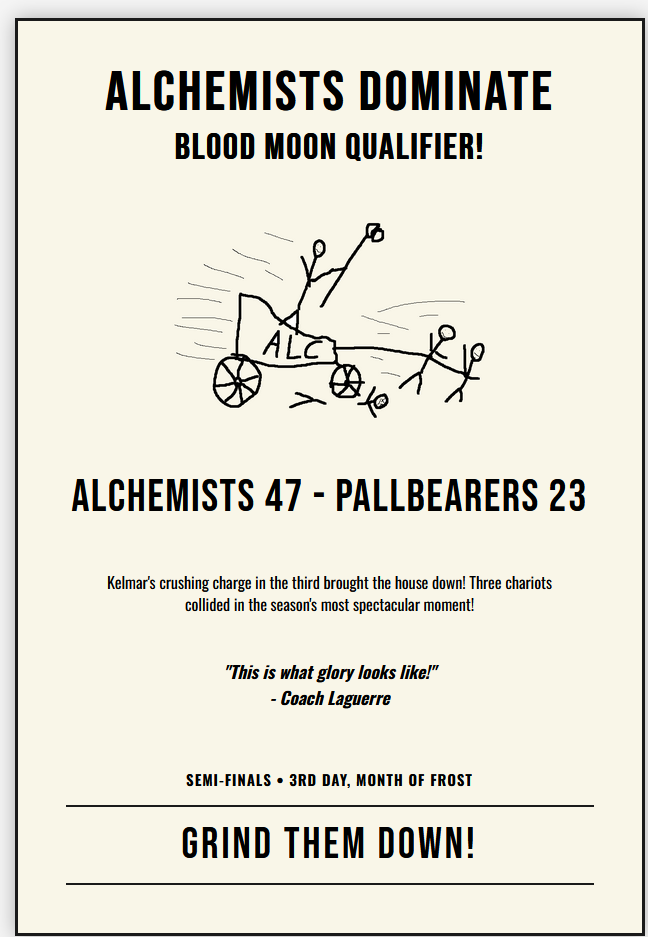 ALCHEMISTS DOMINATE
BLOOD MOON QUALIFIER!
ALC
ALCHEMISTS 47 - PALLBEARERS 23
Kelmar's crushing charge in the third brought the house down! Three chariots
collided in the season's most spectacular moment!
"This is what glory looks like!"
- Coach Laguerre
SEMI-FINALS • 3RD DAY, MONTH OF FROST
GRIND THEM DOWN!